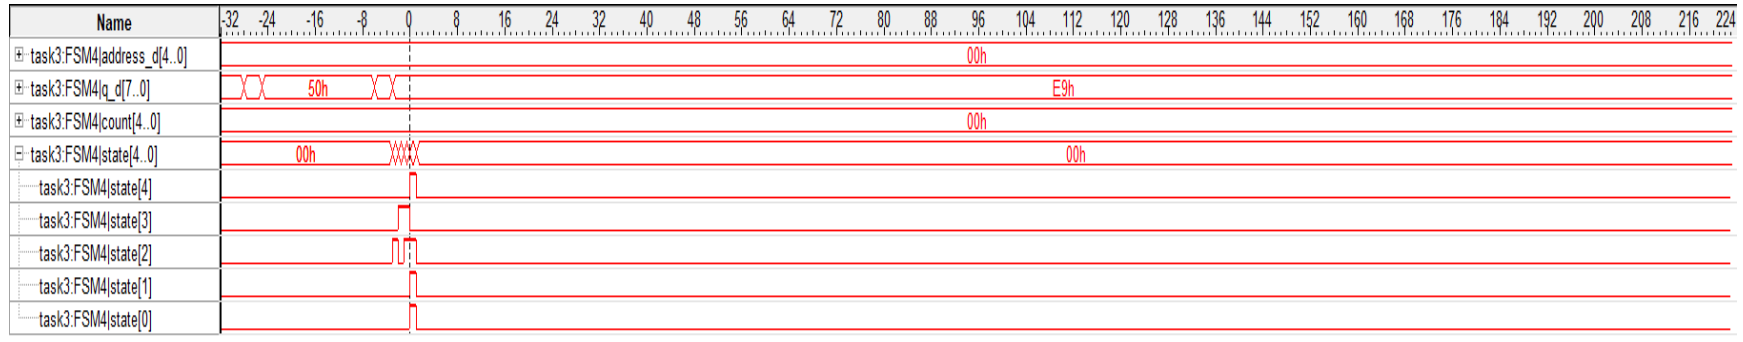 Name -32 -24 -16 -8 0 8 16 24 32 40 48 56 64 72 80 88 96 104 112 120 128 136 144 152 160 168 176 184 192 200 208 216 224
task3:FSM4|address_d[4..0] 00h
task3:FSM4|q_d[7..0] 50h E9h
task3:FSM4|count[4..0] 00h
task3:FSM4|state[4..0] 00h 00h
task3:FSM4|state[4]
task3:FSM4|state[3]
task3:FSM4|state[2]
task3:FSM4|state[1]
task3:FSM4|state[0]